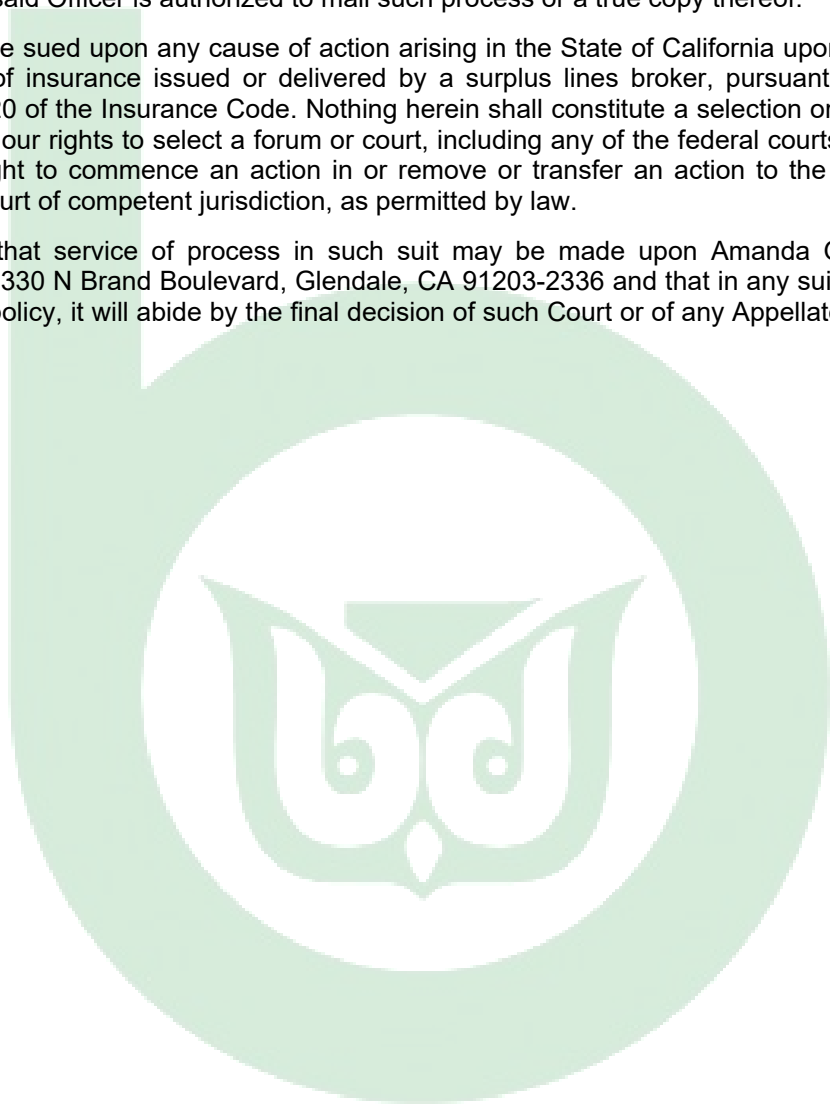 said Officer is authorized to mail such process or a true copy thereof.
e sued upon any cause of action arising in the State of California upon
of insurance issued or delivered by a surplus lines broker, pursuant
20 of the Insurance Code. Nothing herein shall constitute a selection or
our rights to select a forum or court, including any of the federal courts
ght to commence an action in or remove or transfer an action to the
urt of competent jurisdiction, as permitted by law.
that service of process in such suit may be made upon Amanda
330 N Brand Boulevard, Glendale, CA 91203-2336 and that in any sui
policy, it will abide by the final decision of such Court or of any Appellate